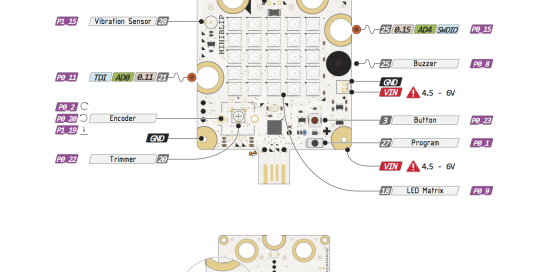 P1_15 Vibration Sensor 28
25 0.15 AD4 SWDIO P0_15
MINIBLIP
25 Buzzer P0_8
P0_11 TDI AD0 0.11 21
GND
VIN 4.5 - 6V
P0_2
P0_20 Encoder
P1_19
3 Button P0_23
GND
27 Program P0_1
P0_22 Trimmer 20
VIN 4.5 - 6V
18 LED Matrix P0_9